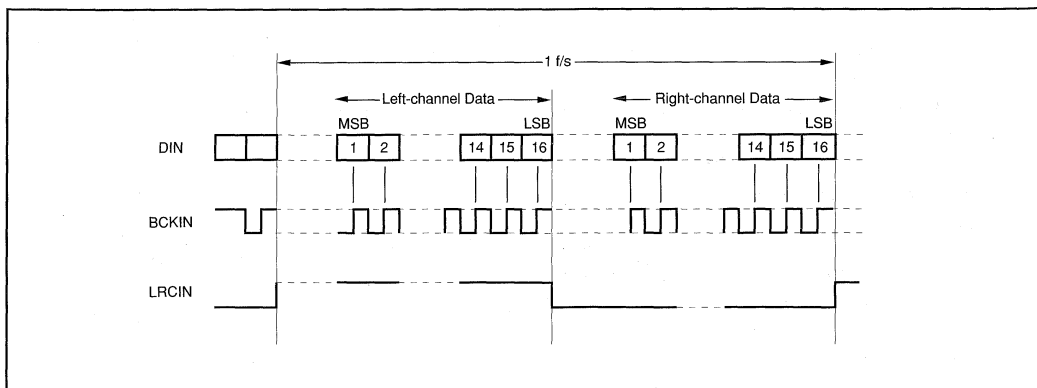 1 f/s
Left-channel Data Right-channel Data
MSB LSB MSB LSB
DIN 1 2 14 15 16 1 2 14 15 16
BCKIN
LRCIN